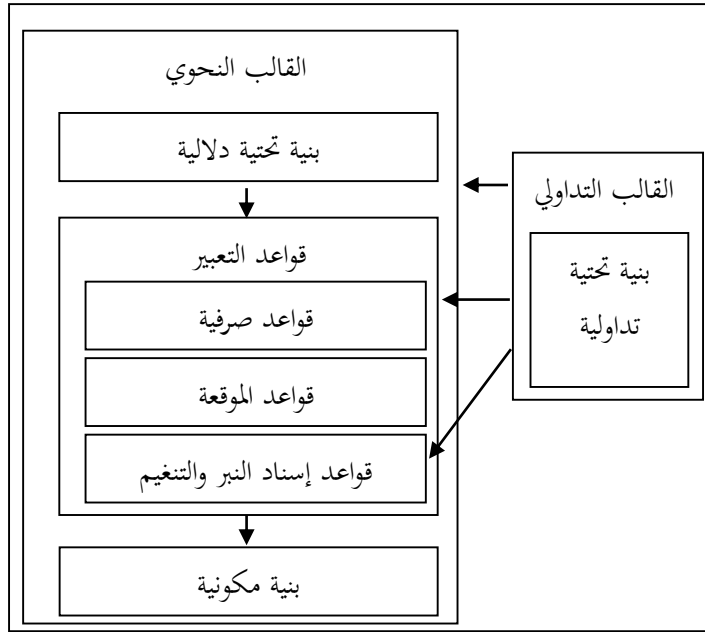 القالب النحوي
بنية تحتية دلالية
القالب التداولي
قواعد التعبير
بنية تحتية
تداولية
قواعد صرفية
قواعد الموقعة
قواعد إسناد النبر والتنغيم
بنية مكونية